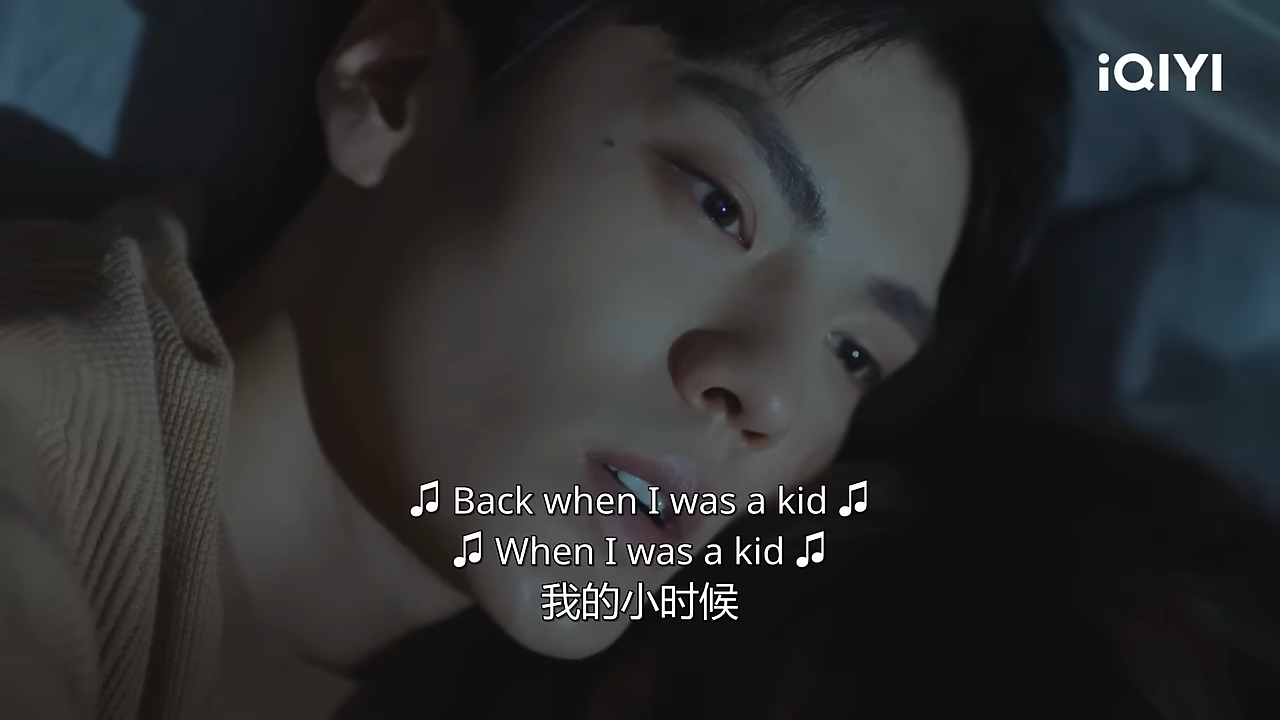 iQIYI
♫ Back when I was a kid ♫
♫ When I was a kid ♫
我的小时候